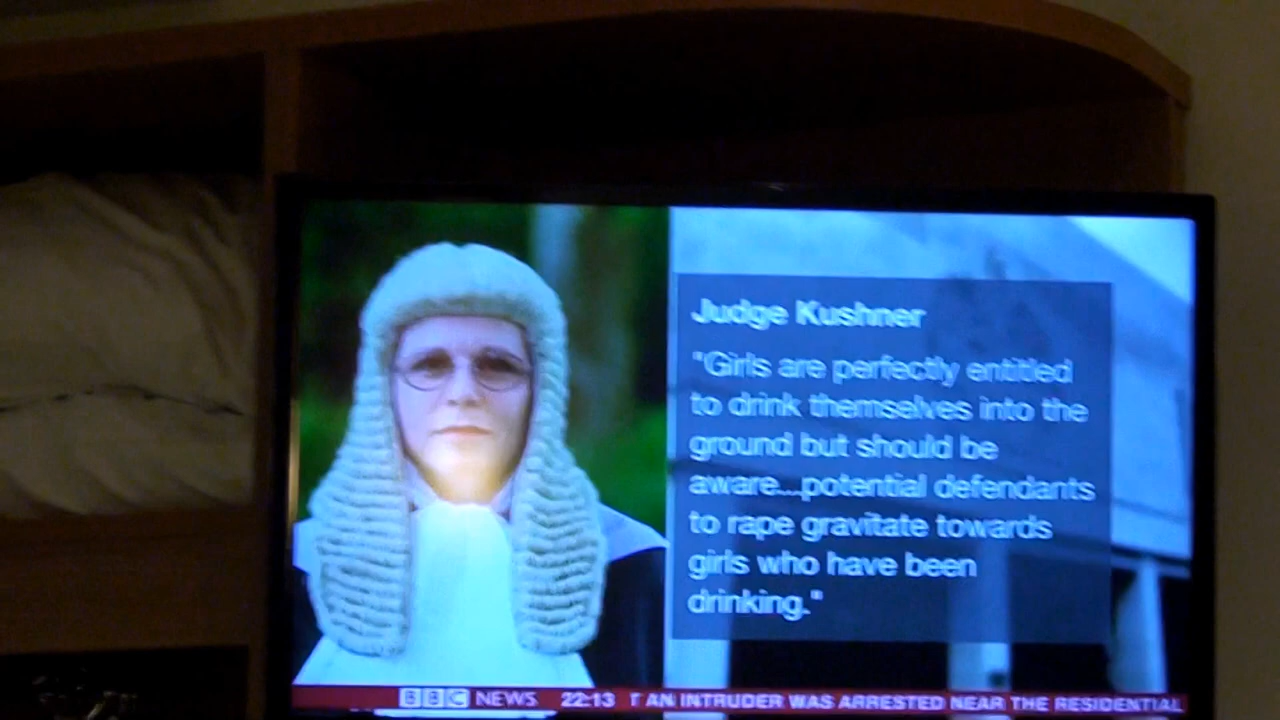 Judge Kushner
"Girls are perfectly entitled
to drink themselves into the
ground but should be
aware...potential defendants
to rape gravitate towards
girls who have been
drinking."
BBC NEWS 22:13 T AN INTRUDER WAS ARRESTED NEAR THE RESIDENTIAL